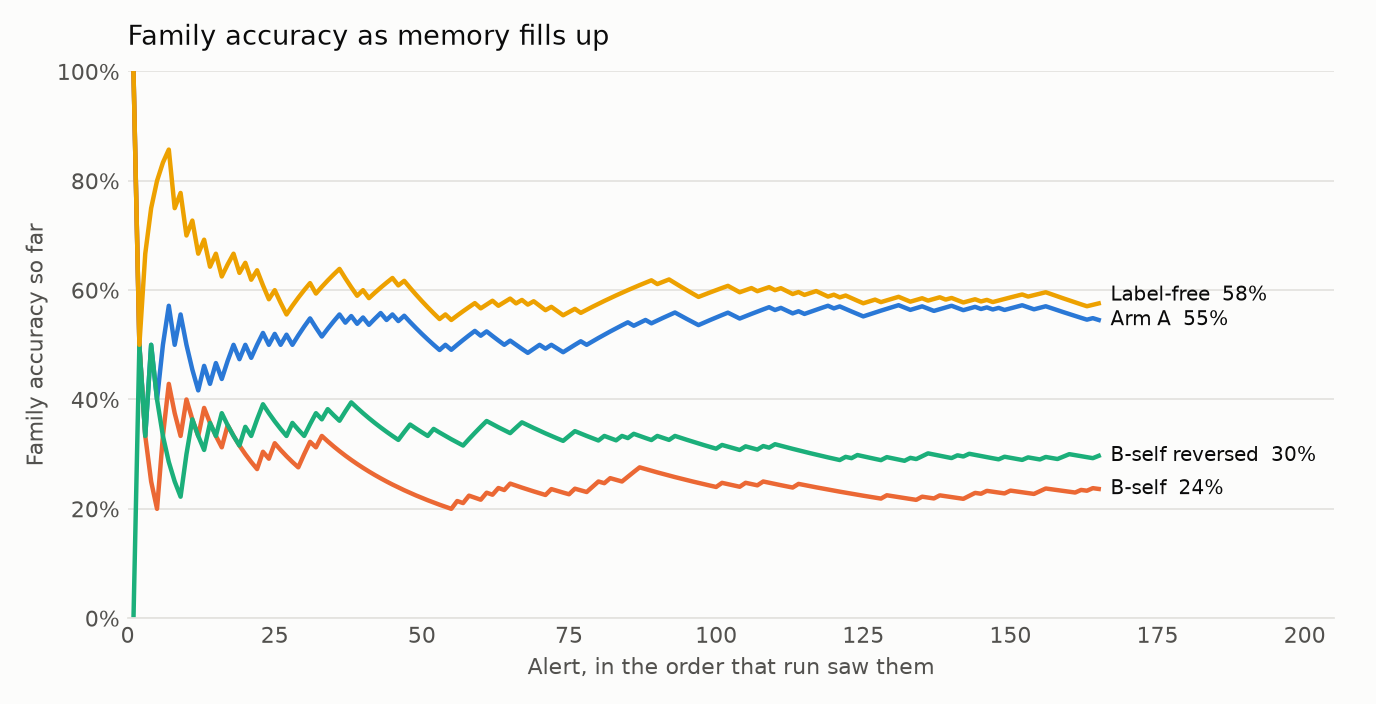 Family accuracy as memory fills up
Family accuracy so far
100%
80%
60%
40%
20%
0%
Label-free 58%
Arm A 55%
B-self reversed 30%
B-self 24%
0 25 50 75 100 125 150 175 200
Alert, in the order that run saw them